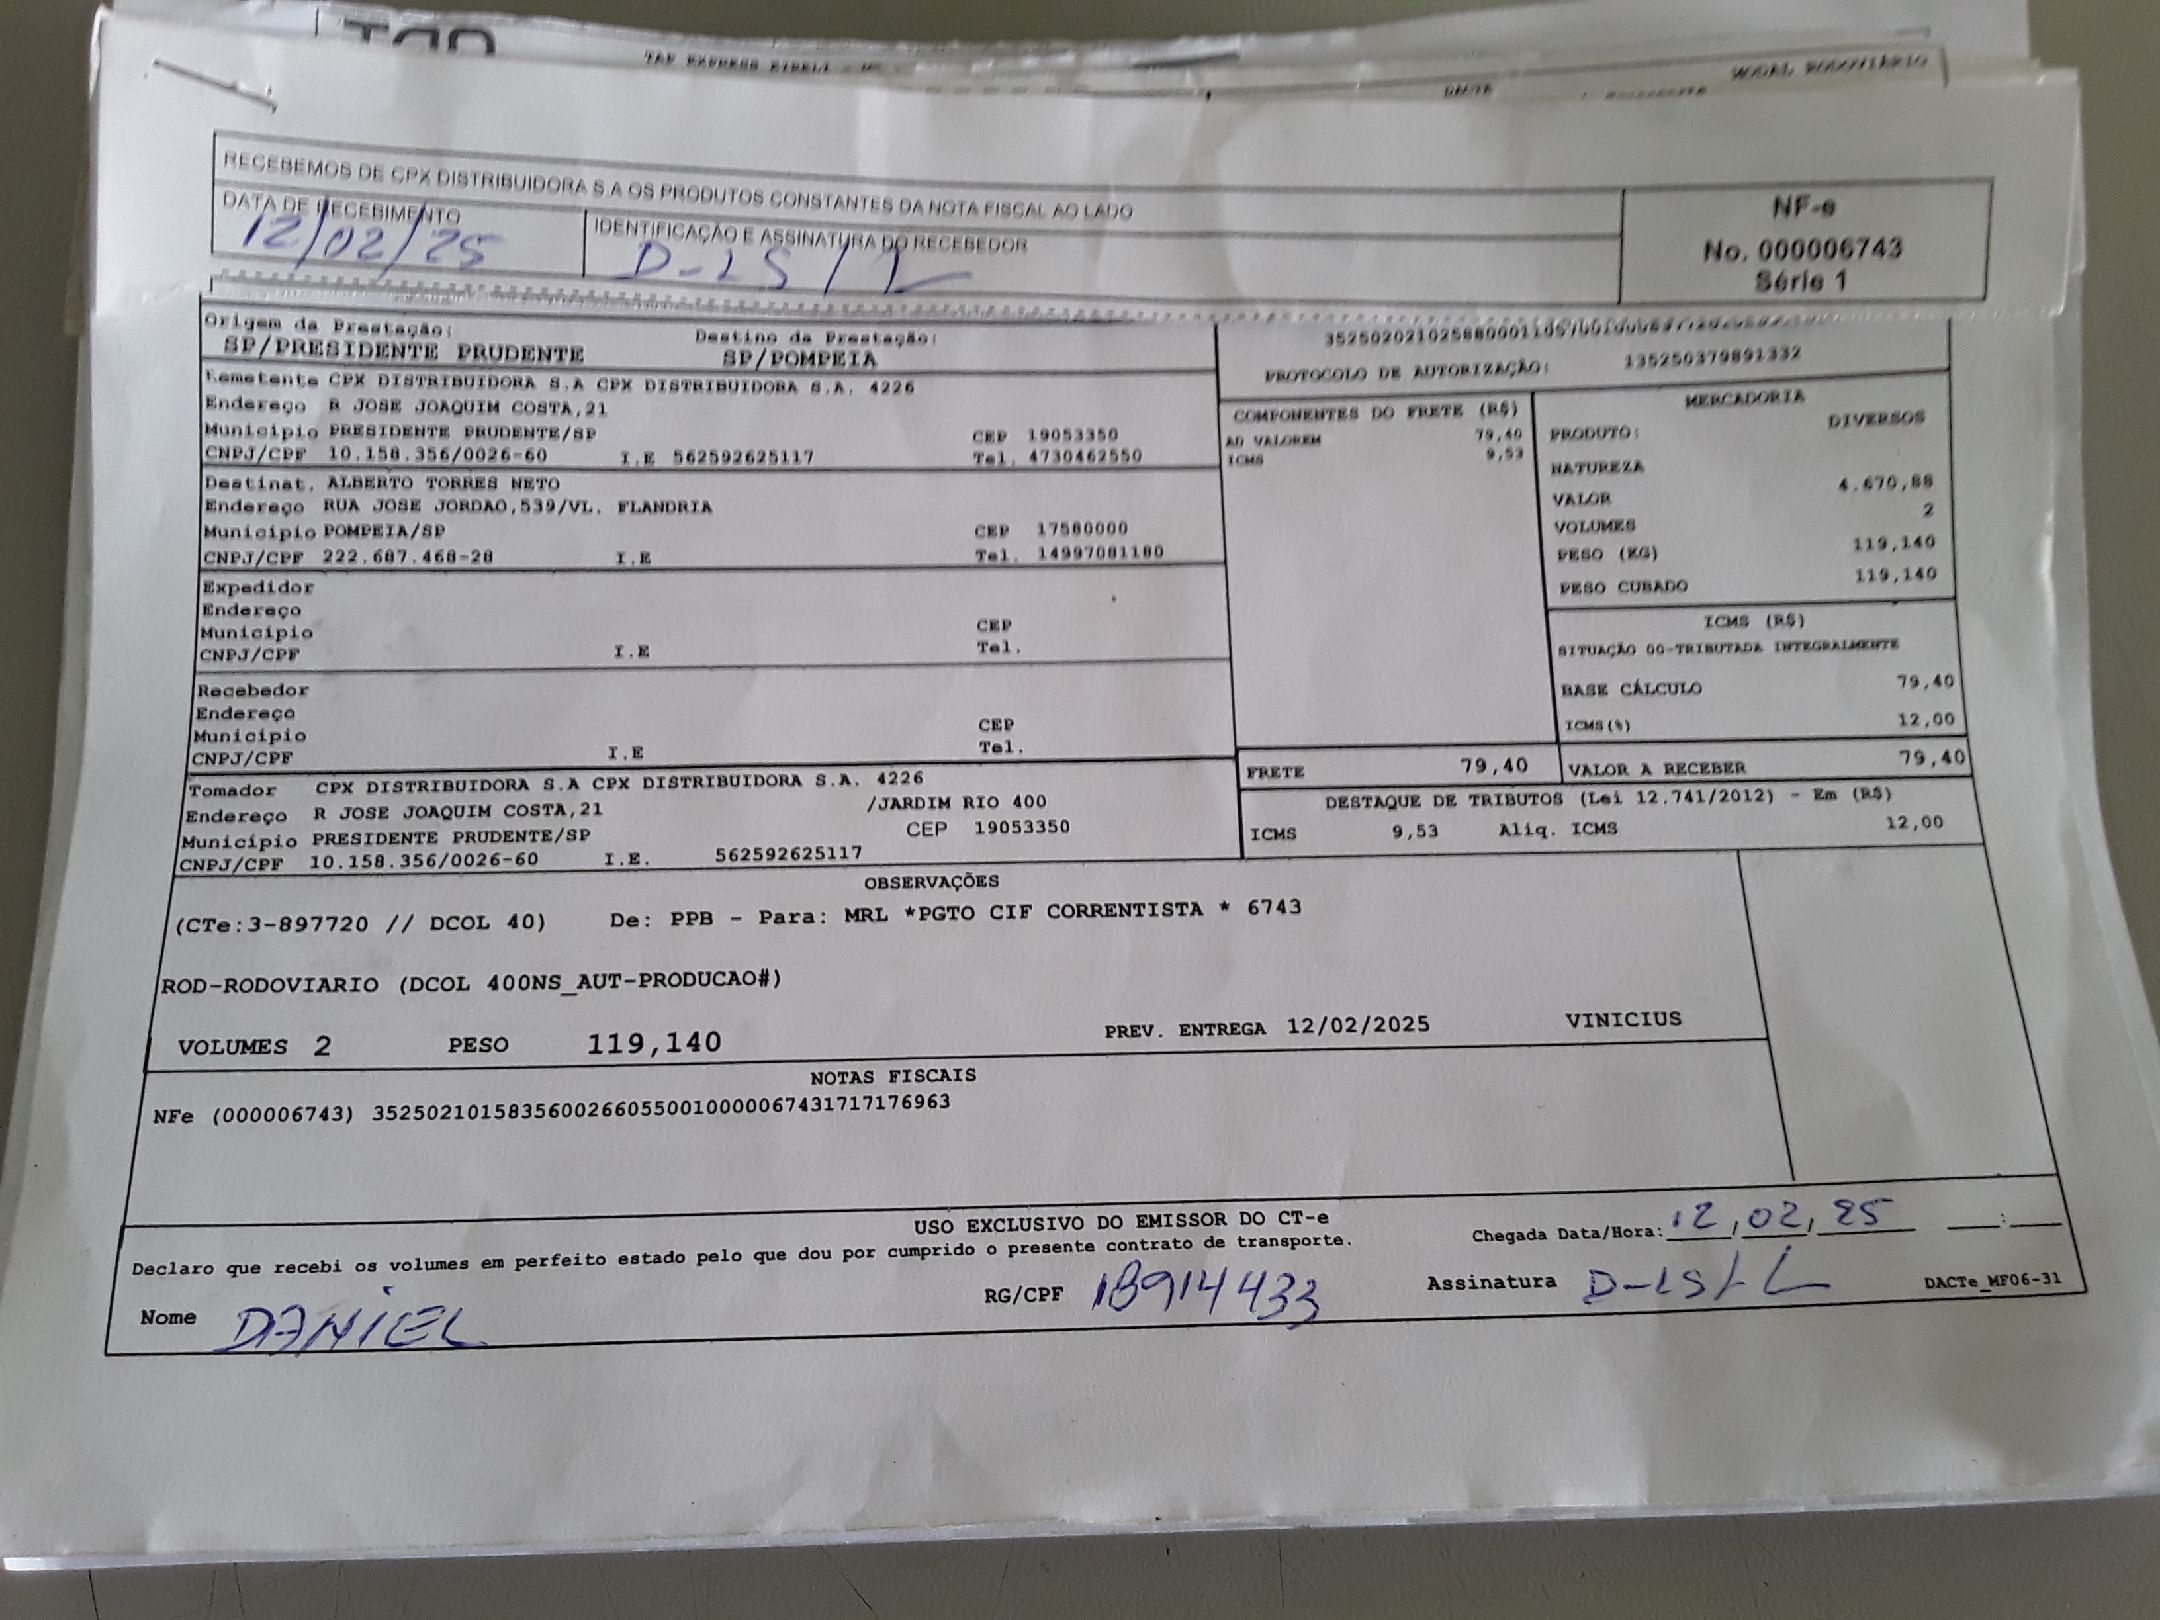 RECEBEMOS DE CPX DISTRIBUIDORA S.A OS PRODUTOS CONSTANTES DA NOTA FISCAL AO LADO
DATA DE RECEBIMENTO
12/02/25
IDENTIFICAÇÃO E ASSINATURA DO RECEBEDOR
NF-e
No. 000006743
Série 1
Origem da Prestação:
SP/PRESIDENTE PRUDENTE
Destino da Prestação:
SP/POMPEIA
PROTOCOLO DE AUTORIZAÇÃO: 135250379891332
Remetente CPX DISTRIBUIDORA S.A CPX DISTRIBUIDORA S.A. 4226
Endereço R JOSE JOAQUIM COSTA,21
Município PRESIDENTE PRUDENTE/SP CEP 19053350
CNPJ/CPF 10.158.356/0026-60 I.E 562592625117 Tel. 4730462550
Destinat. ALBERTO TORRES NETO
Endereço RUA JOSE JORDAO,539/VL. FLANDRIA
Município POMPEIA/SP CEP 17580000
CNPJ/CPF 222.687.468-28 I.E Tel. 14997081180
Expedidor
Endereço
Município CEP
CNPJ/CPF I.E Tel.
Recebedor
Endereço
Município CEP
CNPJ/CPF I.E Tel.
Tomador CPX DISTRIBUIDORA S.A CPX DISTRIBUIDORA S.A. 4226
Endereço R JOSE JOAQUIM COSTA,21 /JARDIM RIO 400
Município PRESIDENTE PRUDENTE/SP CEP 19053350
CNPJ/CPF 10.158.356/0026-60 I.E. 562592625117
COMPONENTES DO FRETE (R$)
AD VALOREM 79,40
ICMS 9,53
MERCADORIA
PRODUTO: DIVERSOS
NATUREZA
VALOR 4.670,88
VOLUMES 2
PESO (KG) 119,140
PESO CUBADO 119,140
ICMS (R$)
SITUAÇÃO 00-TRIBUTADA INTEGRALMENTE
BASE CÁLCULO 79,40
ICMS(%) 12,00
FRETE 79,40 VALOR A RECEBER 79,40
DESTAQUE DE TRIBUTOS (Lei 12.741/2012) - Em (R$)
ICMS 9,53 Aliq. ICMS 12,00
OBSERVAÇÕES
(CTe:3-897720 // DCOL 40) De: PPB - Para: MRL *PGTO CIF CORRENTISTA * 6743
ROD-RODOVIARIO (DCOL 400NS_AUT-PRODUCAO#)
VOLUMES 2 PESO 119,140 PREV. ENTREGA 12/02/2025 VINICIUS
NOTAS FISCAIS
NFe (000006743) 35250210158356002660550010000067431717176963
USO EXCLUSIVO DO EMISSOR DO CT-e
Declaro que recebi os volumes em perfeito estado pelo que dou por cumprido o presente contrato de transporte.
Chegada Data/Hora: 12,02,25 :
Nome DANIEL
RG/CPF 18914433
Assinatura
DACTe_MF06-31